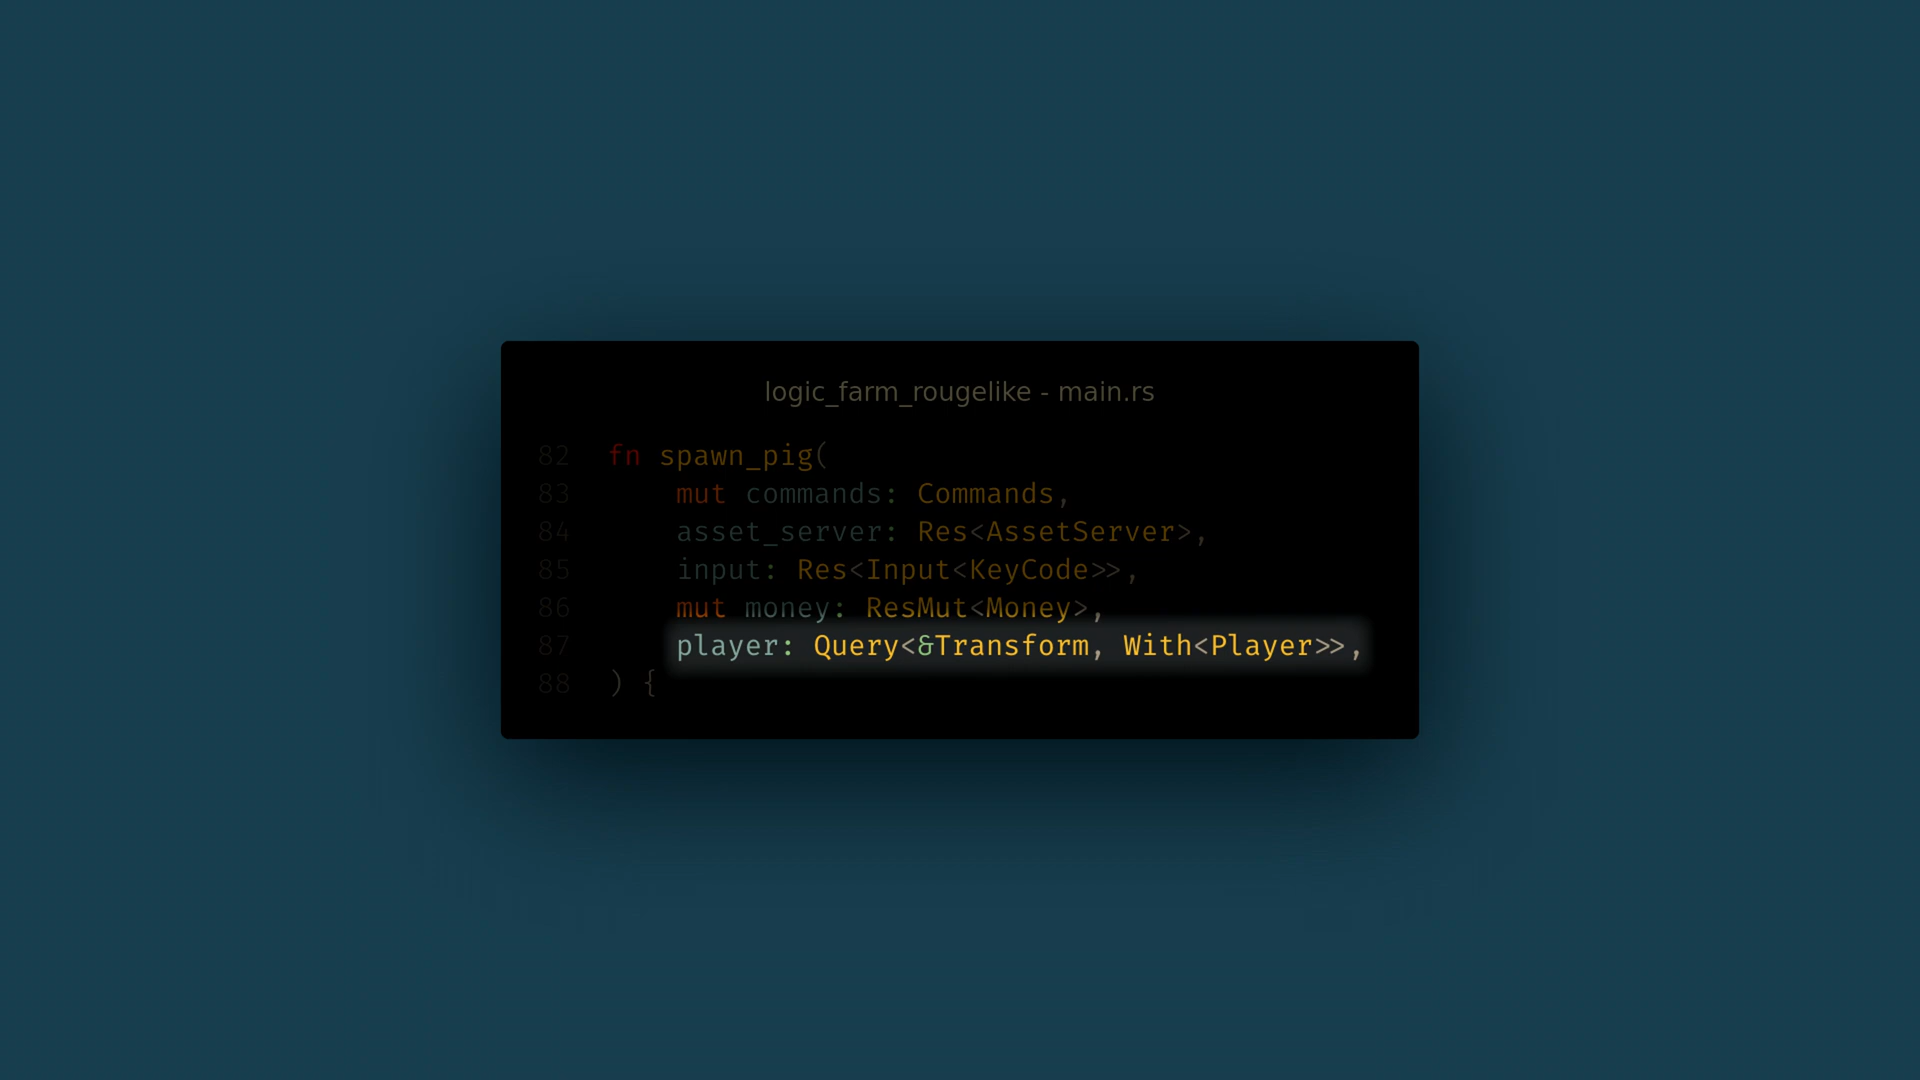 logic_farm_rougelike - main.rs
82 fn spawn_pig(
83 mut commands: Commands,
84 asset_server: Res<AssetServer>,
85 input: Res<Input<KeyCode>>,
86 mut money: ResMut<Money>,
87 player: Query<&Transform, With<Player>>,
88 ) {